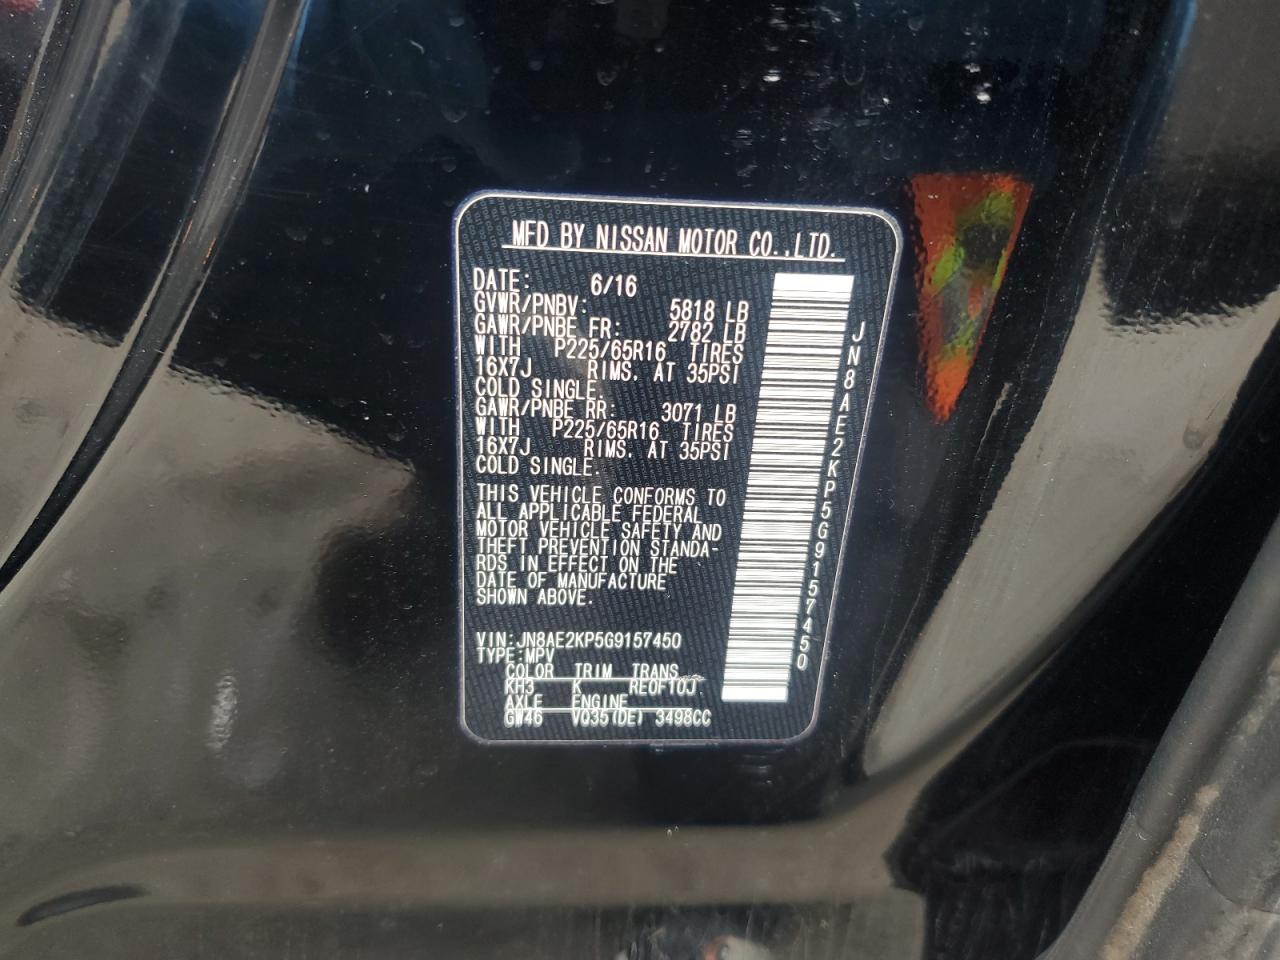 MFD BY NISSAN MOTOR CO.,LTD.
DATE: 6/16
GVWR/PNBV: 5818 LB
GAWR/PNBE FR: 2782 LB
WITH P225/65R16 TIRES
16X7J RIMS. AT 35PSI
COLD SINGLE.
GAWR/PNBE RR: 3071 LB
WITH P225/65R16 TIRES
16X7J RIMS. AT 35PSI
COLD SINGLE.
THIS VEHICLE CONFORMS TO
ALL APPLICABLE FEDERAL
MOTOR VEHICLE SAFETY AND
THEFT PREVENTION STANDA-
RDS IN EFFECT ON THE
DATE OF MANUFACTURE
SHOWN ABOVE.
VIN:JN8AE2KP5G9157450
TYPE:MPV
COLOR TRIM TRANS
KH3 K RE0F10J
AXLE ENGINE
GW46 VQ35(DE) 3498CC
JN8AE2KP5G9157450